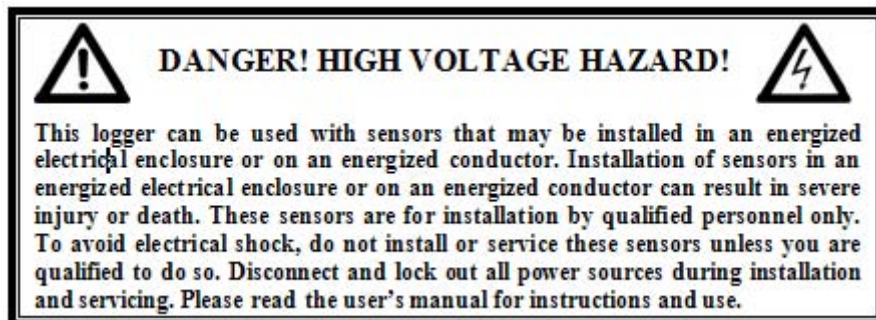 DANGER! HIGH VOLTAGE HAZARD!
This logger can be used with sensors that may be installed in an energized
electrical enclosure or on an energized conductor. Installation of sensors in an
energized electrical enclosure or on an energized conductor can result in severe
injury or death. These sensors are for installation by qualified personnel only.
To avoid electrical shock, do not install or service these sensors unless you are
qualified to do so. Disconnect and lock out all power sources during installation
and servicing. Please read the user's manual for instructions and use.